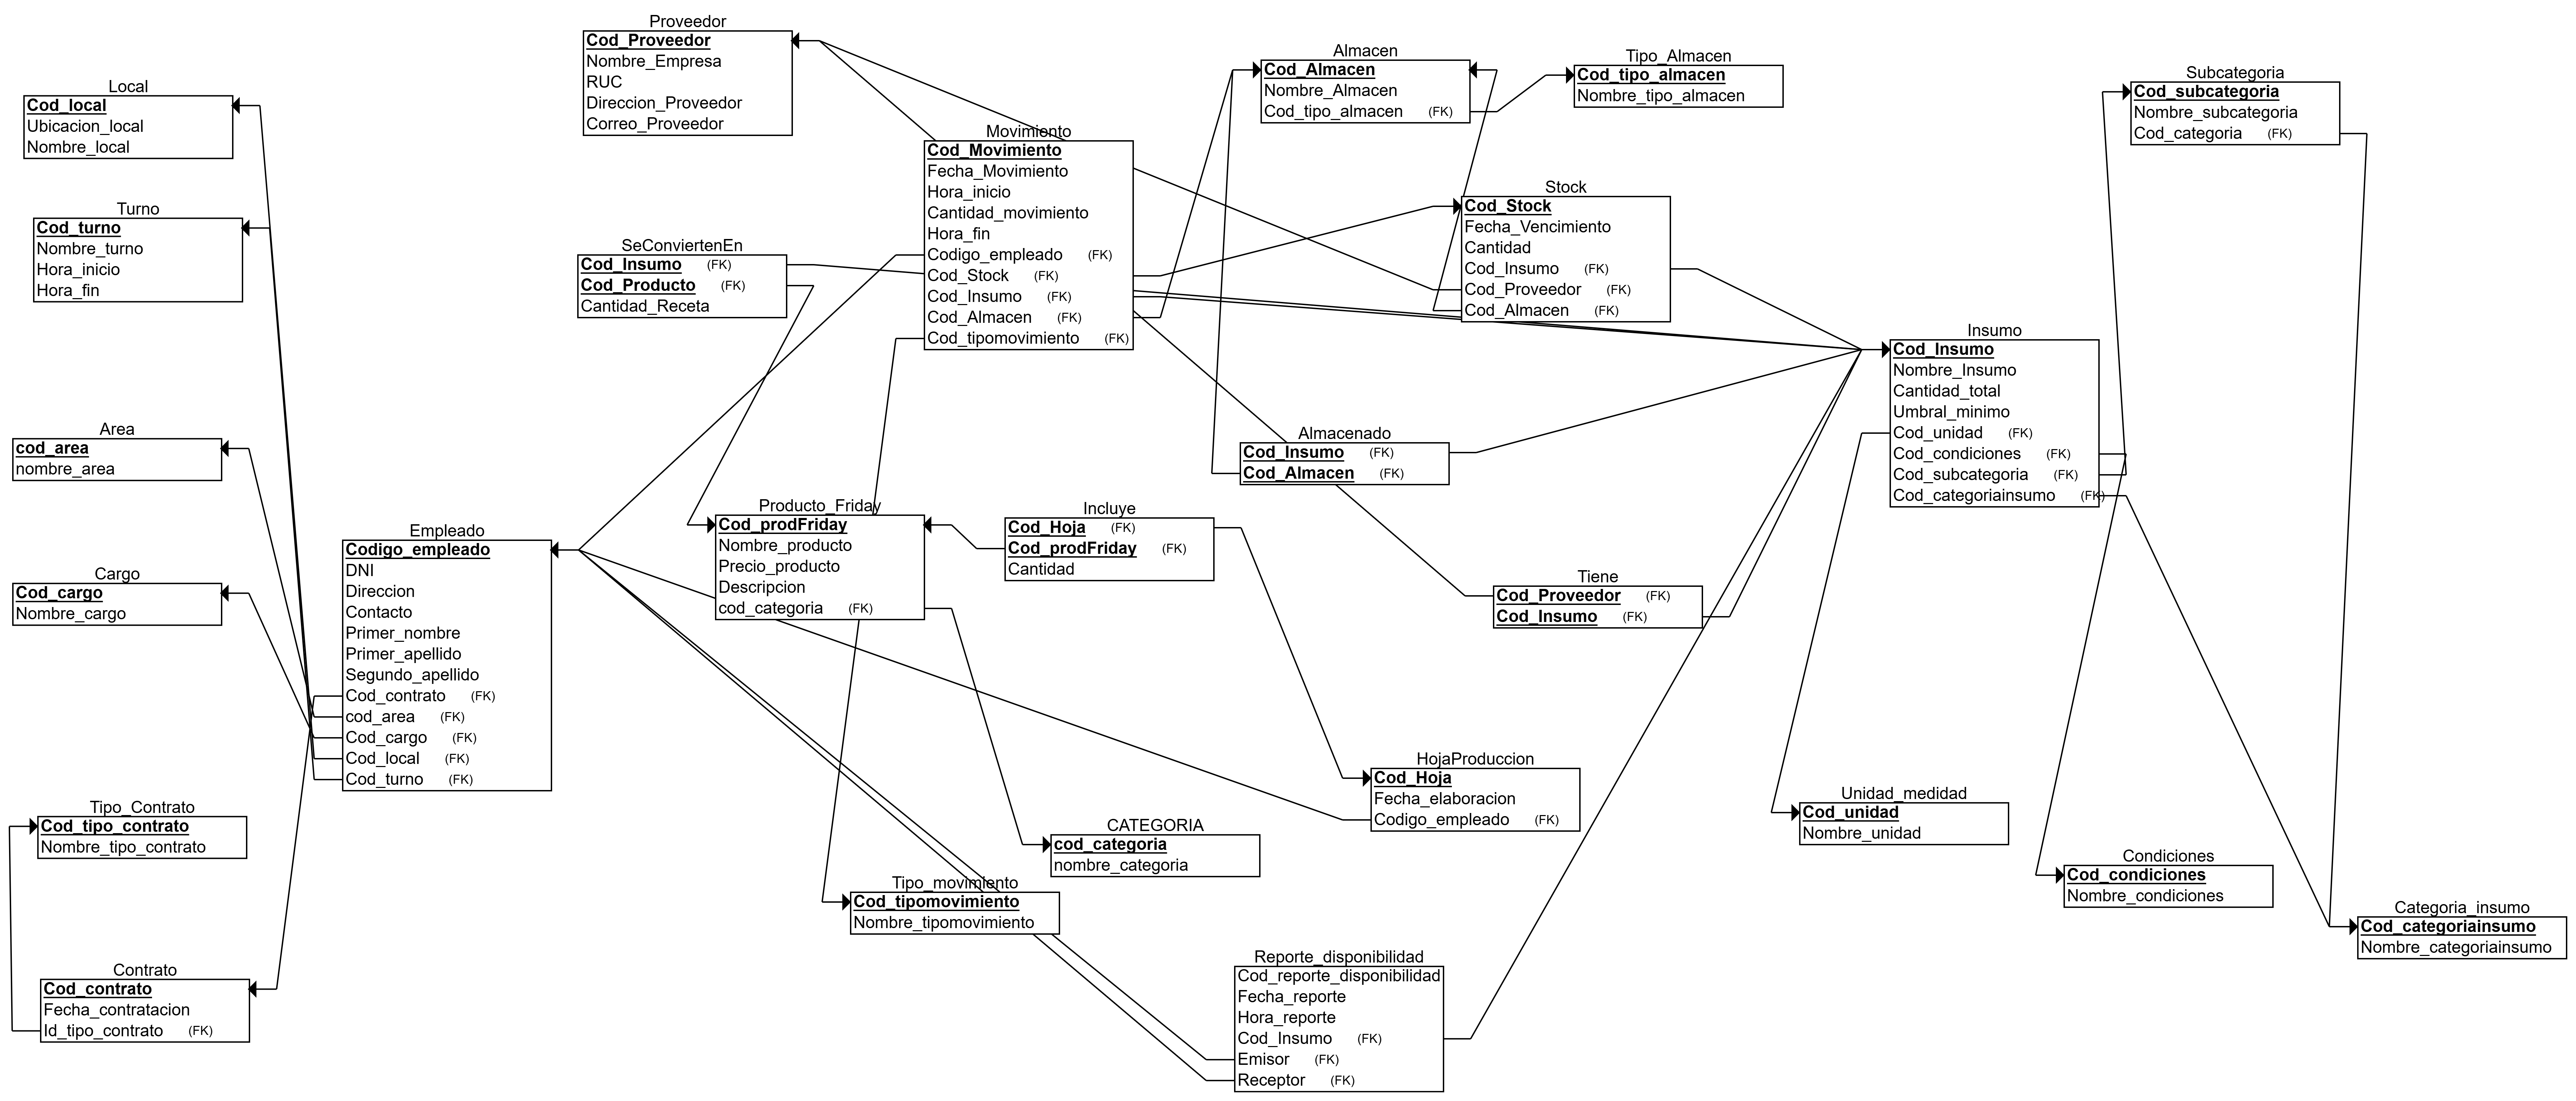 Proveedor
Cod_Proveedor
Nombre_Empresa
RUC
Direccion_Proveedor
Correo_Proveedor
Almacen
Cod_Almacen
Nombre_Almacen
Cod_tipo_almacen (FK)
Tipo_Almacen
Cod_tipo_almacen
Nombre_tipo_almacen
Subcategoria
Cod_subcategoria
Nombre_subcategoria
Cod_categoria (FK)
Local
Cod_local
Ubicacion_local
Nombre_local
Movimiento
Cod_Movimiento
Fecha_Movimiento
Hora_inicio
Cantidad_movimiento
Hora_fin
Codigo_empleado (FK)
Cod_Stock (FK)
Cod_Insumo (FK)
Cod_Almacen (FK)
Cod_tipomovimiento (FK)
Stock
Cod_Stock
Fecha_Vencimiento
Cantidad
Cod_Insumo (FK)
Cod_Proveedor (FK)
Cod_Almacen (FK)
Turno
Cod_turno
Nombre_turno
Hora_inicio
Hora_fin
SeConviertenEn
Cod_Insumo (FK)
Cod_Producto (FK)
Cantidad_Receta
Insumo
Cod_Insumo
Nombre_Insumo
Cantidad_total
Umbral_minimo
Cod_unidad (FK)
Cod_condiciones (FK)
Cod_subcategoria (FK)
Cod_categoriainsumo (FK)
Area
cod_area
nombre_area
Almacenado
Cod_Insumo (FK)
Cod_Almacen (FK)
Producto_Friday
Cod_prodFriday
Nombre_producto
Precio_producto
Descripcion
cod_categoria (FK)
Incluye
Cod_Hoja (FK)
Cod_prodFriday (FK)
Cantidad
Empleado
Codigo_empleado
DNI
Direccion
Contacto
Primer_nombre
Primer_apellido
Segundo_apellido
Cod_contrato (FK)
cod_area (FK)
Cod_cargo (FK)
Cod_local (FK)
Cod_turno (FK)
Cargo
Cod_cargo
Nombre_cargo
Tiene
Cod_Proveedor (FK)
Cod_Insumo (FK)
HojaProduccion
Cod_Hoja
Fecha_elaboracion
Codigo_empleado (FK)
Unidad_medidad
Cod_unidad
Nombre_unidad
Tipo_Contrato
Cod_tipo_contrato
Nombre_tipo_contrato
CATEGORIA
cod_categoria
nombre_categoria
Condiciones
Cod_condiciones
Nombre_condiciones
Tipo_movimiento
Cod_tipomovimiento
Nombre_tipomovimiento
Categoria_insumo
Cod_categoriainsumo
Nombre_categoriainsumo
Reporte_disponibilidad
Cod_reporte_disponibilidad
Fecha_reporte
Hora_reporte
Cod_Insumo (FK)
Emisor (FK)
Receptor (FK)
Contrato
Cod_contrato
Fecha_contratacion
Id_tipo_contrato (FK)